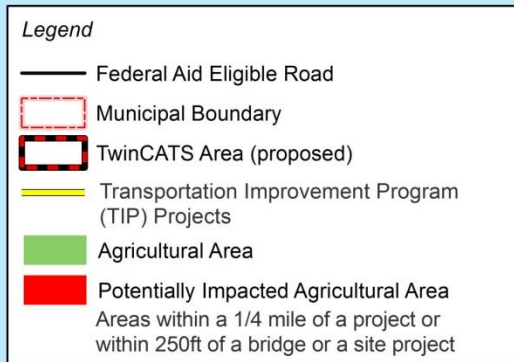 Legend
Federal Aid Eligible Road
Municipal Boundary
TwinCATS Area (proposed)
Transportation Improvement Program
(TIP) Projects
Agricultural Area
Potentially Impacted Agricultural Area
Areas within a 1/4 mile of a project or
within 250ft of a bridge or a site project